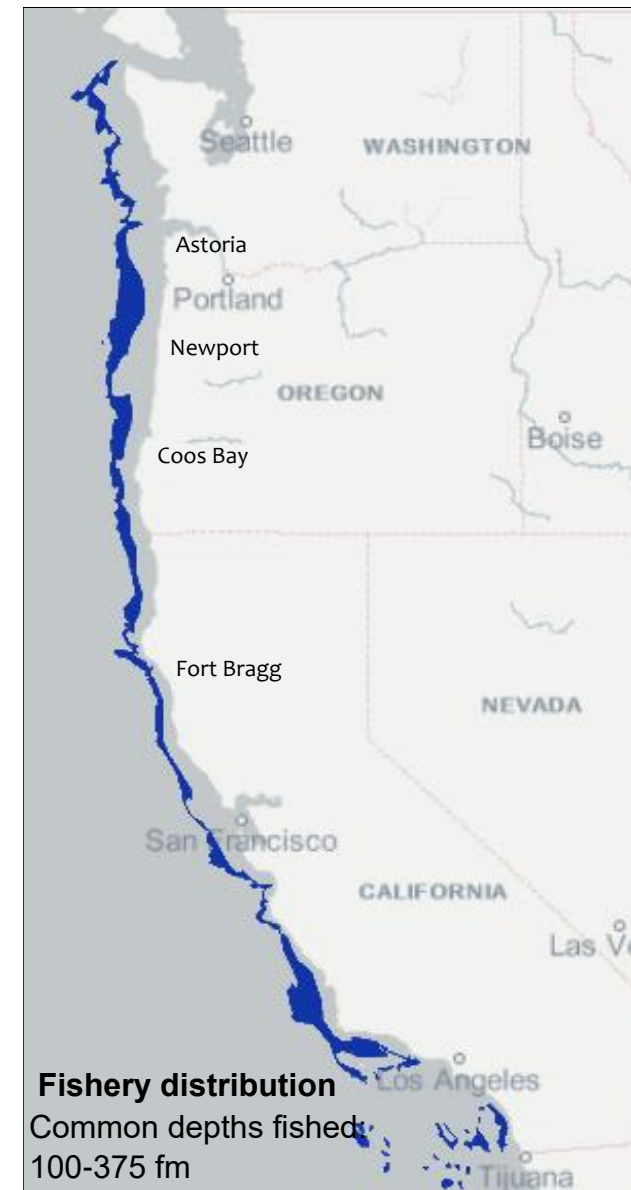 Seattle
WASHINGTON
Astoria
Portland
Newport
OREGON
Boise
Coos Bay
Fort Bragg
NEVADA
San Francisco
CALIFORNIA
Las V
Fishery distribution
Los Angeles
Common depths fished:
100-375 fm
Tijuana